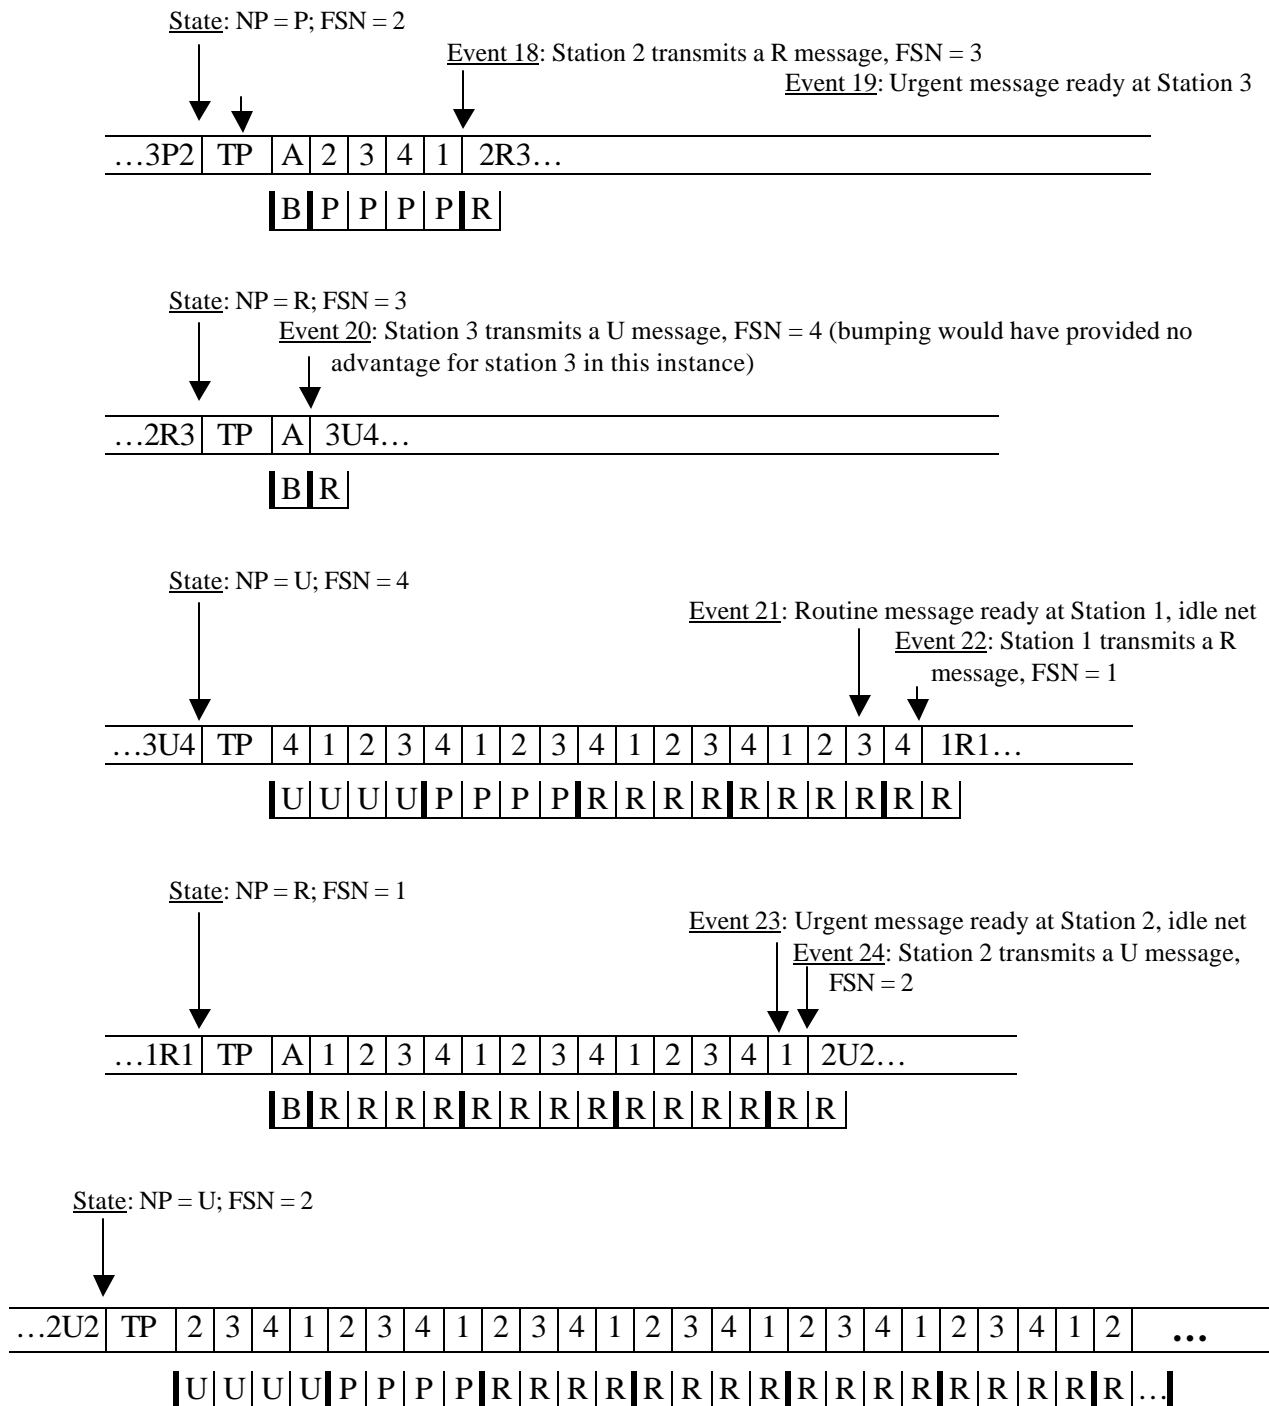 State: NP = P; FSN = 2
Event 18: Station 2 transmits a R message, FSN = 3
Event 19: Urgent message ready at Station 3
…3P2 TP A 2 3 4 1 2R3…
B P P P P R
State: NP = R; FSN = 3
Event 20: Station 3 transmits a U message, FSN = 4 (bumping would have provided no
advantage for station 3 in this instance)
…2R3 TP A 3U4…
B R
State: NP = U; FSN = 4
Event 21: Routine message ready at Station 1, idle net
Event 22: Station 1 transmits a R
message, FSN = 1
…3U4 TP 4 1 2 3 4 1 2 3 4 1 2 3 4 1 2 3 4 1R1…
U U U U P P P P R R R R R R R R R R
State: NP = R; FSN = 1
Event 23: Urgent message ready at Station 2, idle net
Event 24: Station 2 transmits a U message,
FSN = 2
…1R1 TP A 1 2 3 4 1 2 3 4 1 2 3 4 1 2U2…
B R R R R R R R R R R R R R R
State: NP = U; FSN = 2
…2U2 TP 2 3 4 1 2 3 4 1 2 3 4 1 2 3 4 1 2 3 4 1 2 3 4 1 2 …
U U U U P P P P R R R R R R R R R R R R R R R R R …